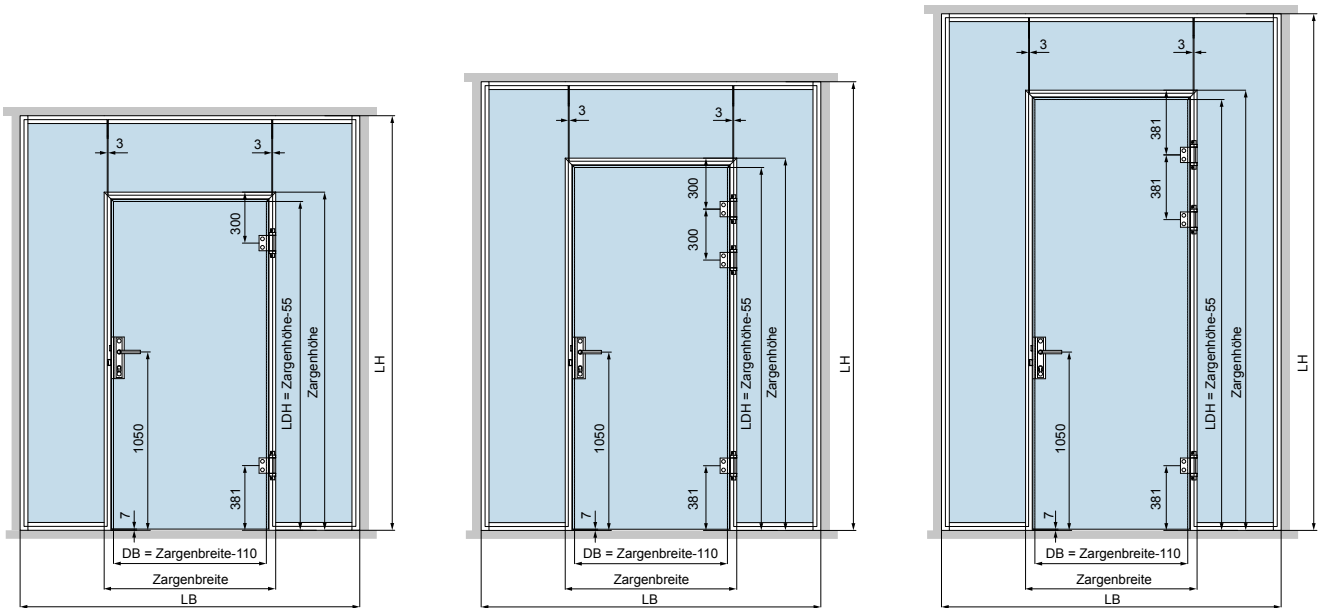 3
3
300
LDH = Zargenhöhe-55
Zargenhöhe
LH
1050
381
7
DB = Zargenbreite-110
Zargenbreite
LB
3
3
300
300
LDH = Zargenhöhe-55
Zargenhöhe
LH
1050
381
7
DB = Zargenbreite-110
Zargenbreite
LB
3
3
381
381
LDH = Zargenhöhe-55
Zargenhöhe
LH
1050
381
7
DB = Zargenbreite-110
Zargenbreite
LB